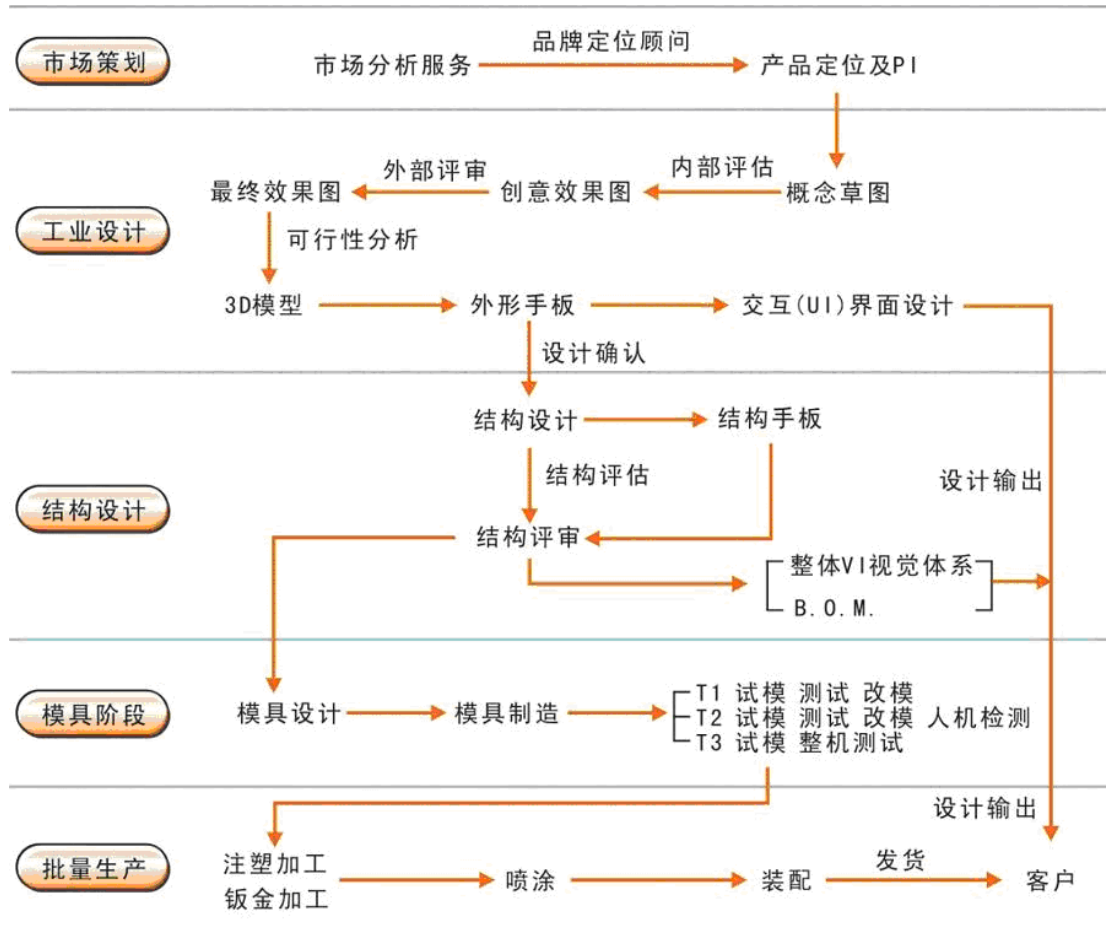 市场策划
品牌定位顾问
市场分析服务
产品定位及PI
工业设计
外部评审
内部评估
最终效果图
创意效果图
概念草图
可行性分析
3D模型
外形手板
交互(UI)界面设计
设计确认
结构设计
结构设计
结构手板
结构评估
设计输出
结构评审
整体VI视觉体系
B.O.M.
模具阶段
模具设计
模具制造
T1 试模 测试 改模
T2 试模 测试 改模 人机检测
T3 试模 整机测试
设计输出
批量生产
注塑加工
钣金加工
喷涂
装配
发货
客户